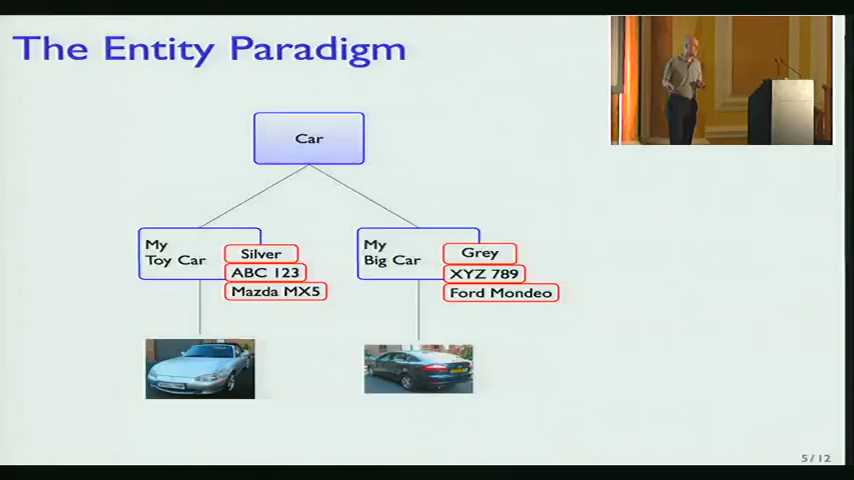 The Entity Paradigm
Car
My
Toy Car
Silver
ABC 123
Mazda MX5
My
Big Car
Grey
XYZ 789
Ford Mondeo
5/12